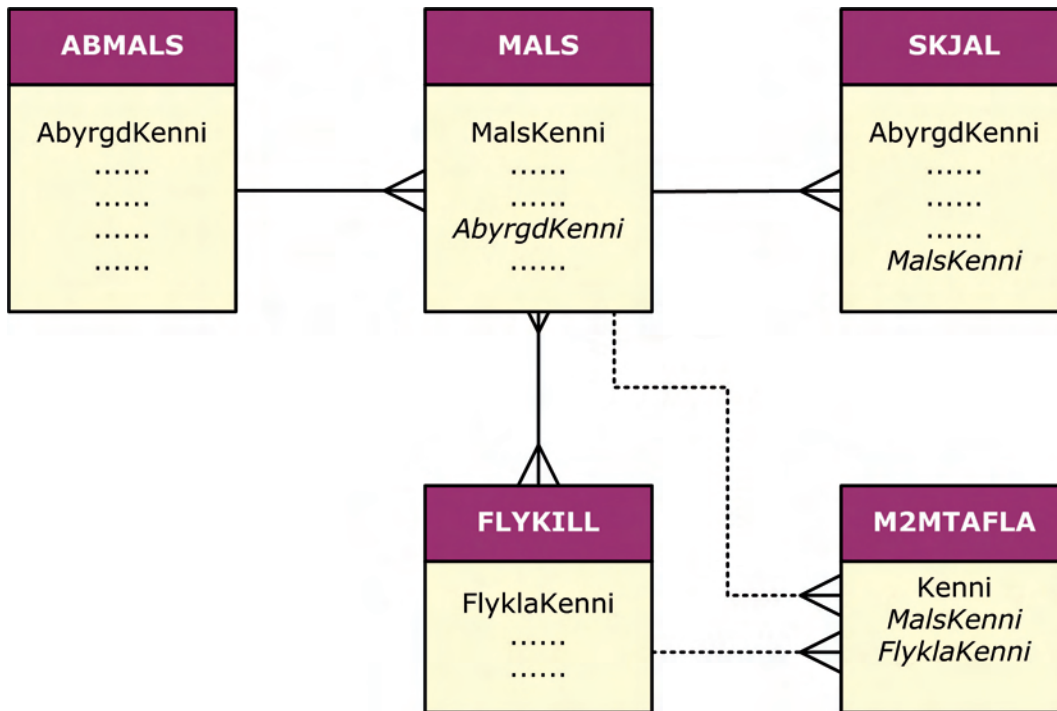 ABMALS
AbyrgdKenni
......
......
......
......
MALS
MalsKenni
......
......
AbyrgdKenni
......
SKJAL
AbyrgdKenni
......
......
......
MalsKenni
FLYKILL
FlyklaKenni
......
......
M2MTAFLA
Kenni
MalsKenni
FlyklaKenni